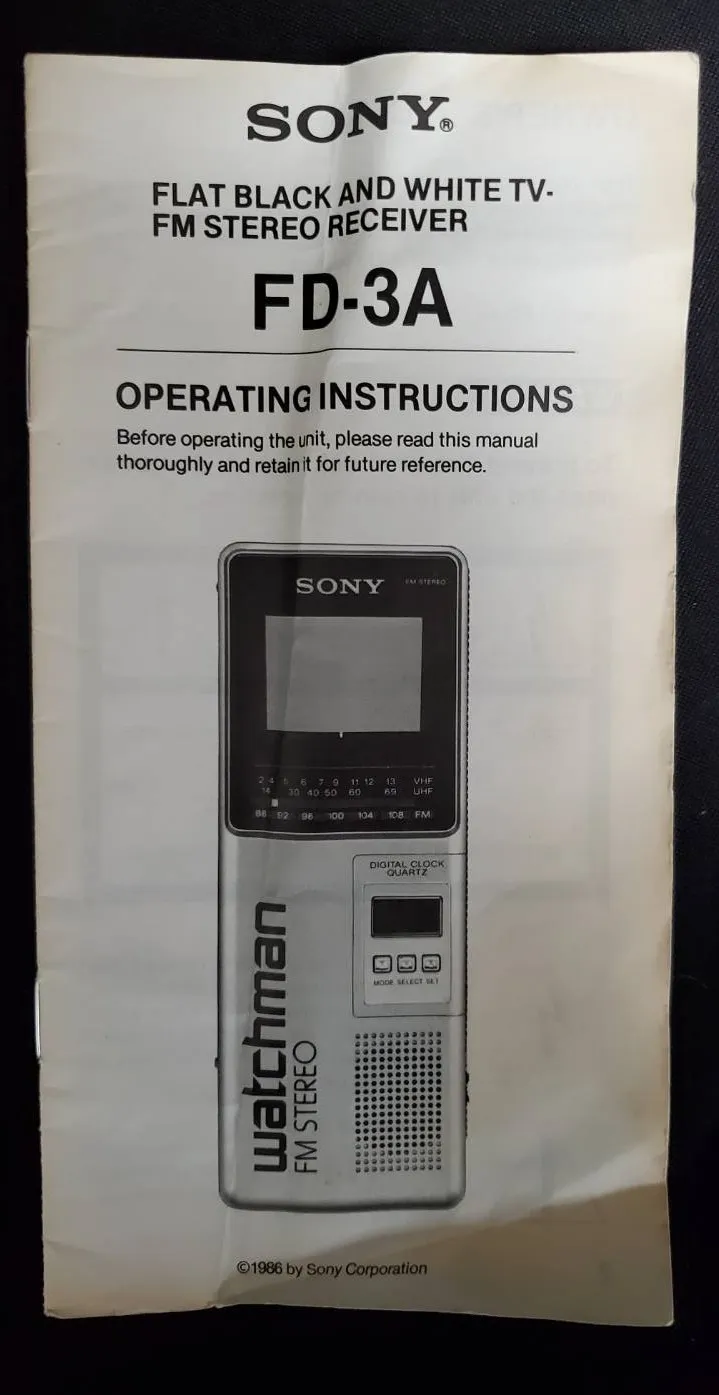 SONY®
FLAT BLACK AND WHITE TV-
FM STEREO RECEIVER
FD-3A
OPERATING INSTRUCTIONS
Before operating the unit, please read this manual
thoroughly and retain it for future reference.
SONY FM STEREO
2 4 5 6 7 9 11 12 13 VHF
14 30 40 50 60 69 UHF
88 92 96 100 104 108 FM
DIGITAL CLOCK
QUARTZ
MODE SELECT SET
watchman
FM STEREO
©1986 by Sony Corporation